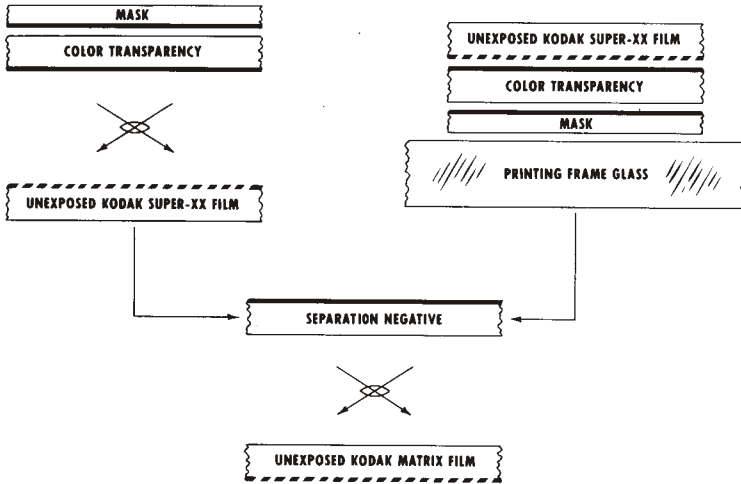 MASK
COLOR TRANSPARENCY
UNEXPOSED KODAK SUPER-XX FILM
UNEXPOSED KODAK SUPER-XX FILM
COLOR TRANSPARENCY
MASK
PRINTING FRAME GLASS
SEPARATION NEGATIVE
UNEXPOSED KODAK MATRIX FILM